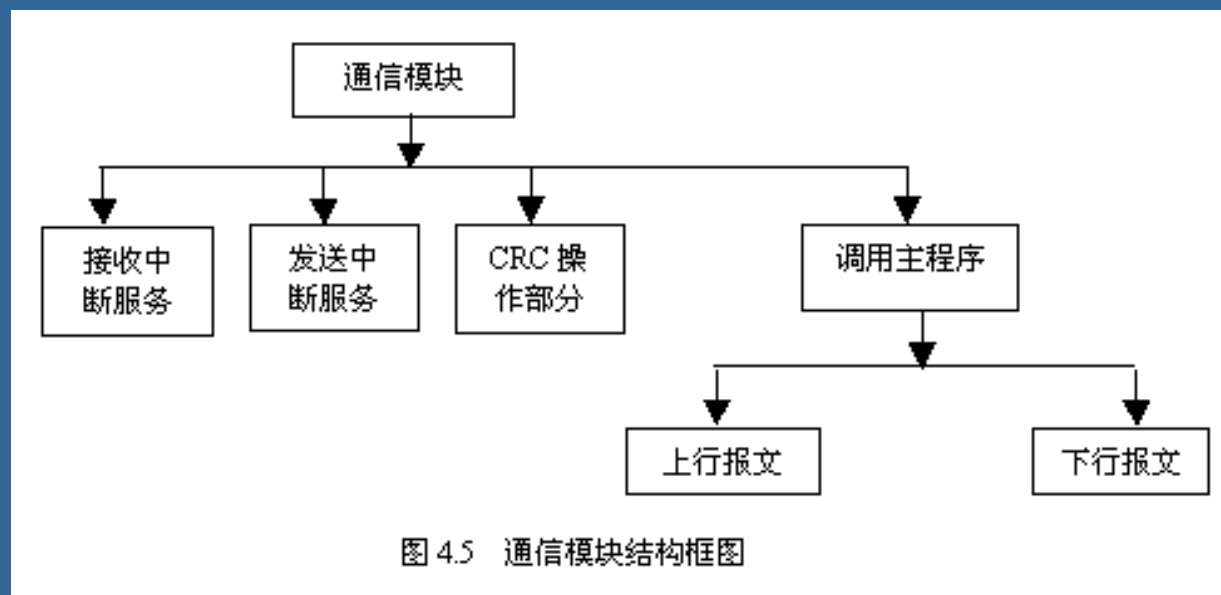 通信模块
接收中
断服务
发送中
断服务
CRC 操
作部分
调用主程序
上行报文
下行报文
图 4.5 通信模块结构框图